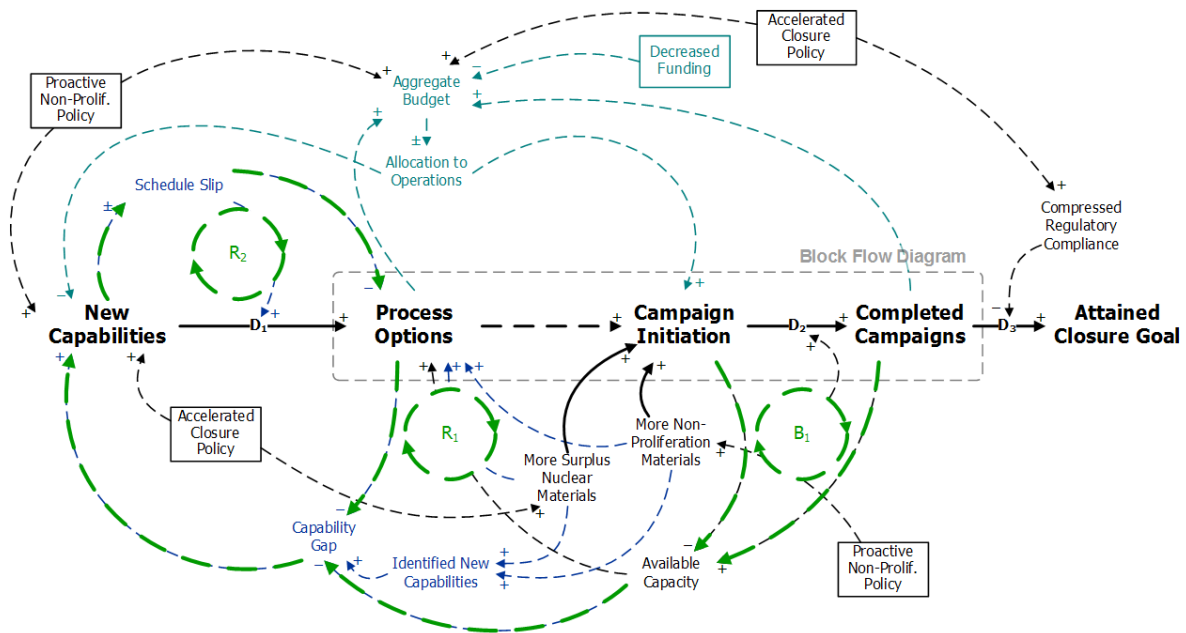 Accelerated
Closure
Policy
Decreased
Funding
Proactive
Non-Prolif.
Policy
+
+
−
+
Aggregate
Budget
+
±
Allocation to
Operations
Schedule Slip
±
+
Compressed
Regulatory
Compliance
R2
Block Flow Diagram
−
+
−
+
+
New
Capabilities
D1
+
Process
Options
+
Campaign
Initiation
D2
+
Completed
Campaigns
−
D3
+
Attained
Closure Goal
+
+
+
+
+
+
+
+
Accelerated
Closure
Policy
R1
More Non-
Proliferation
Materials
+
B1
More Surplus
Nuclear
Materials
+
−
Capability
Gap
−
+
Identified New
Capabilities
+
+
−
Available
Capacity
+
Proactive
Non-Prolif.
Policy